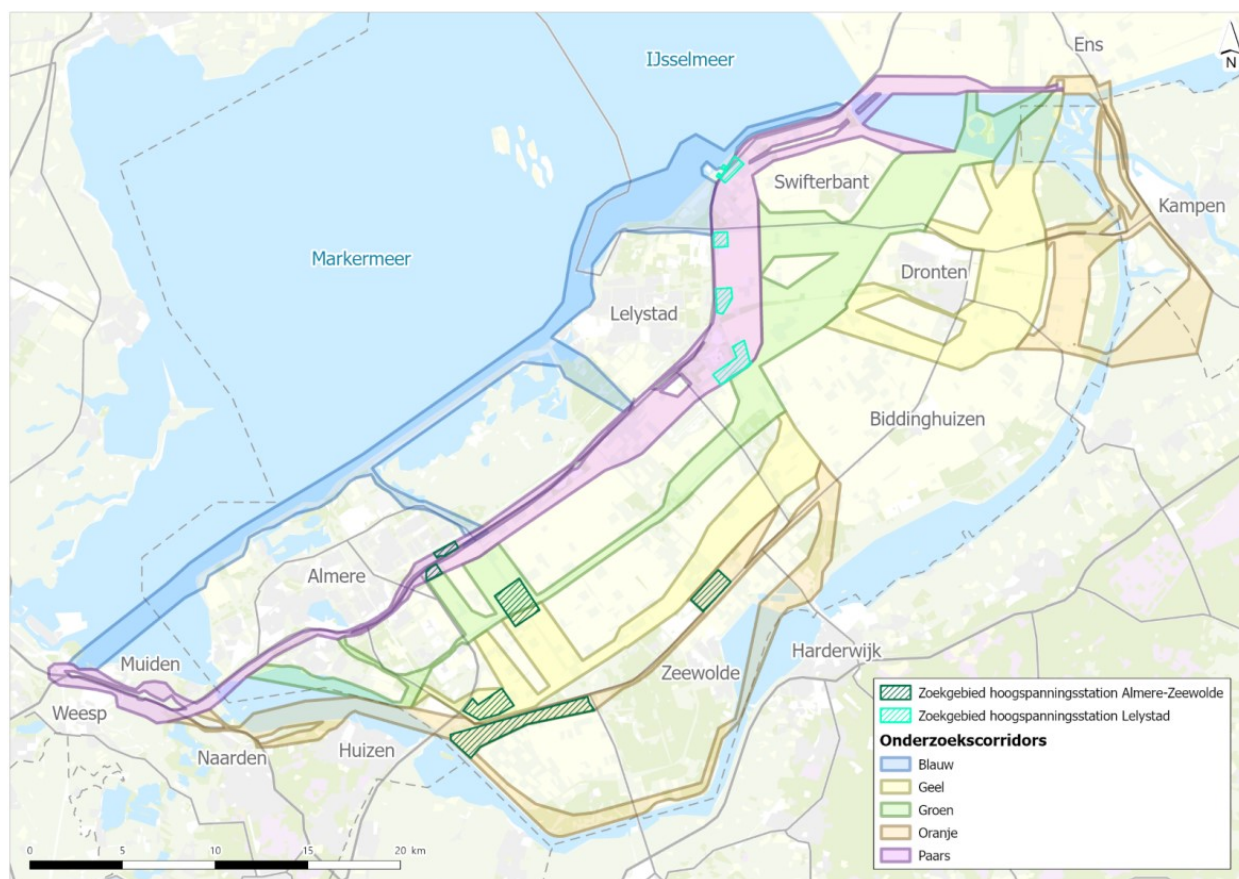 Ens
IJsselmeer
N
Swifterbant
Kampen
Markermeer
Dronten
Lelystad
Biddinghuizen
Almere
Harderwijk
Muiden
Zeewolde
Weesp
Naarden
Huizen
Zoekgebied hoogspanningsstation Almere-Zeewolde
Zoekgebied hoogspanningsstation Lelystad
Onderzoekscorridors
Blauw
Geel
Groen
Oranje
Paars
0 5 10 20 km